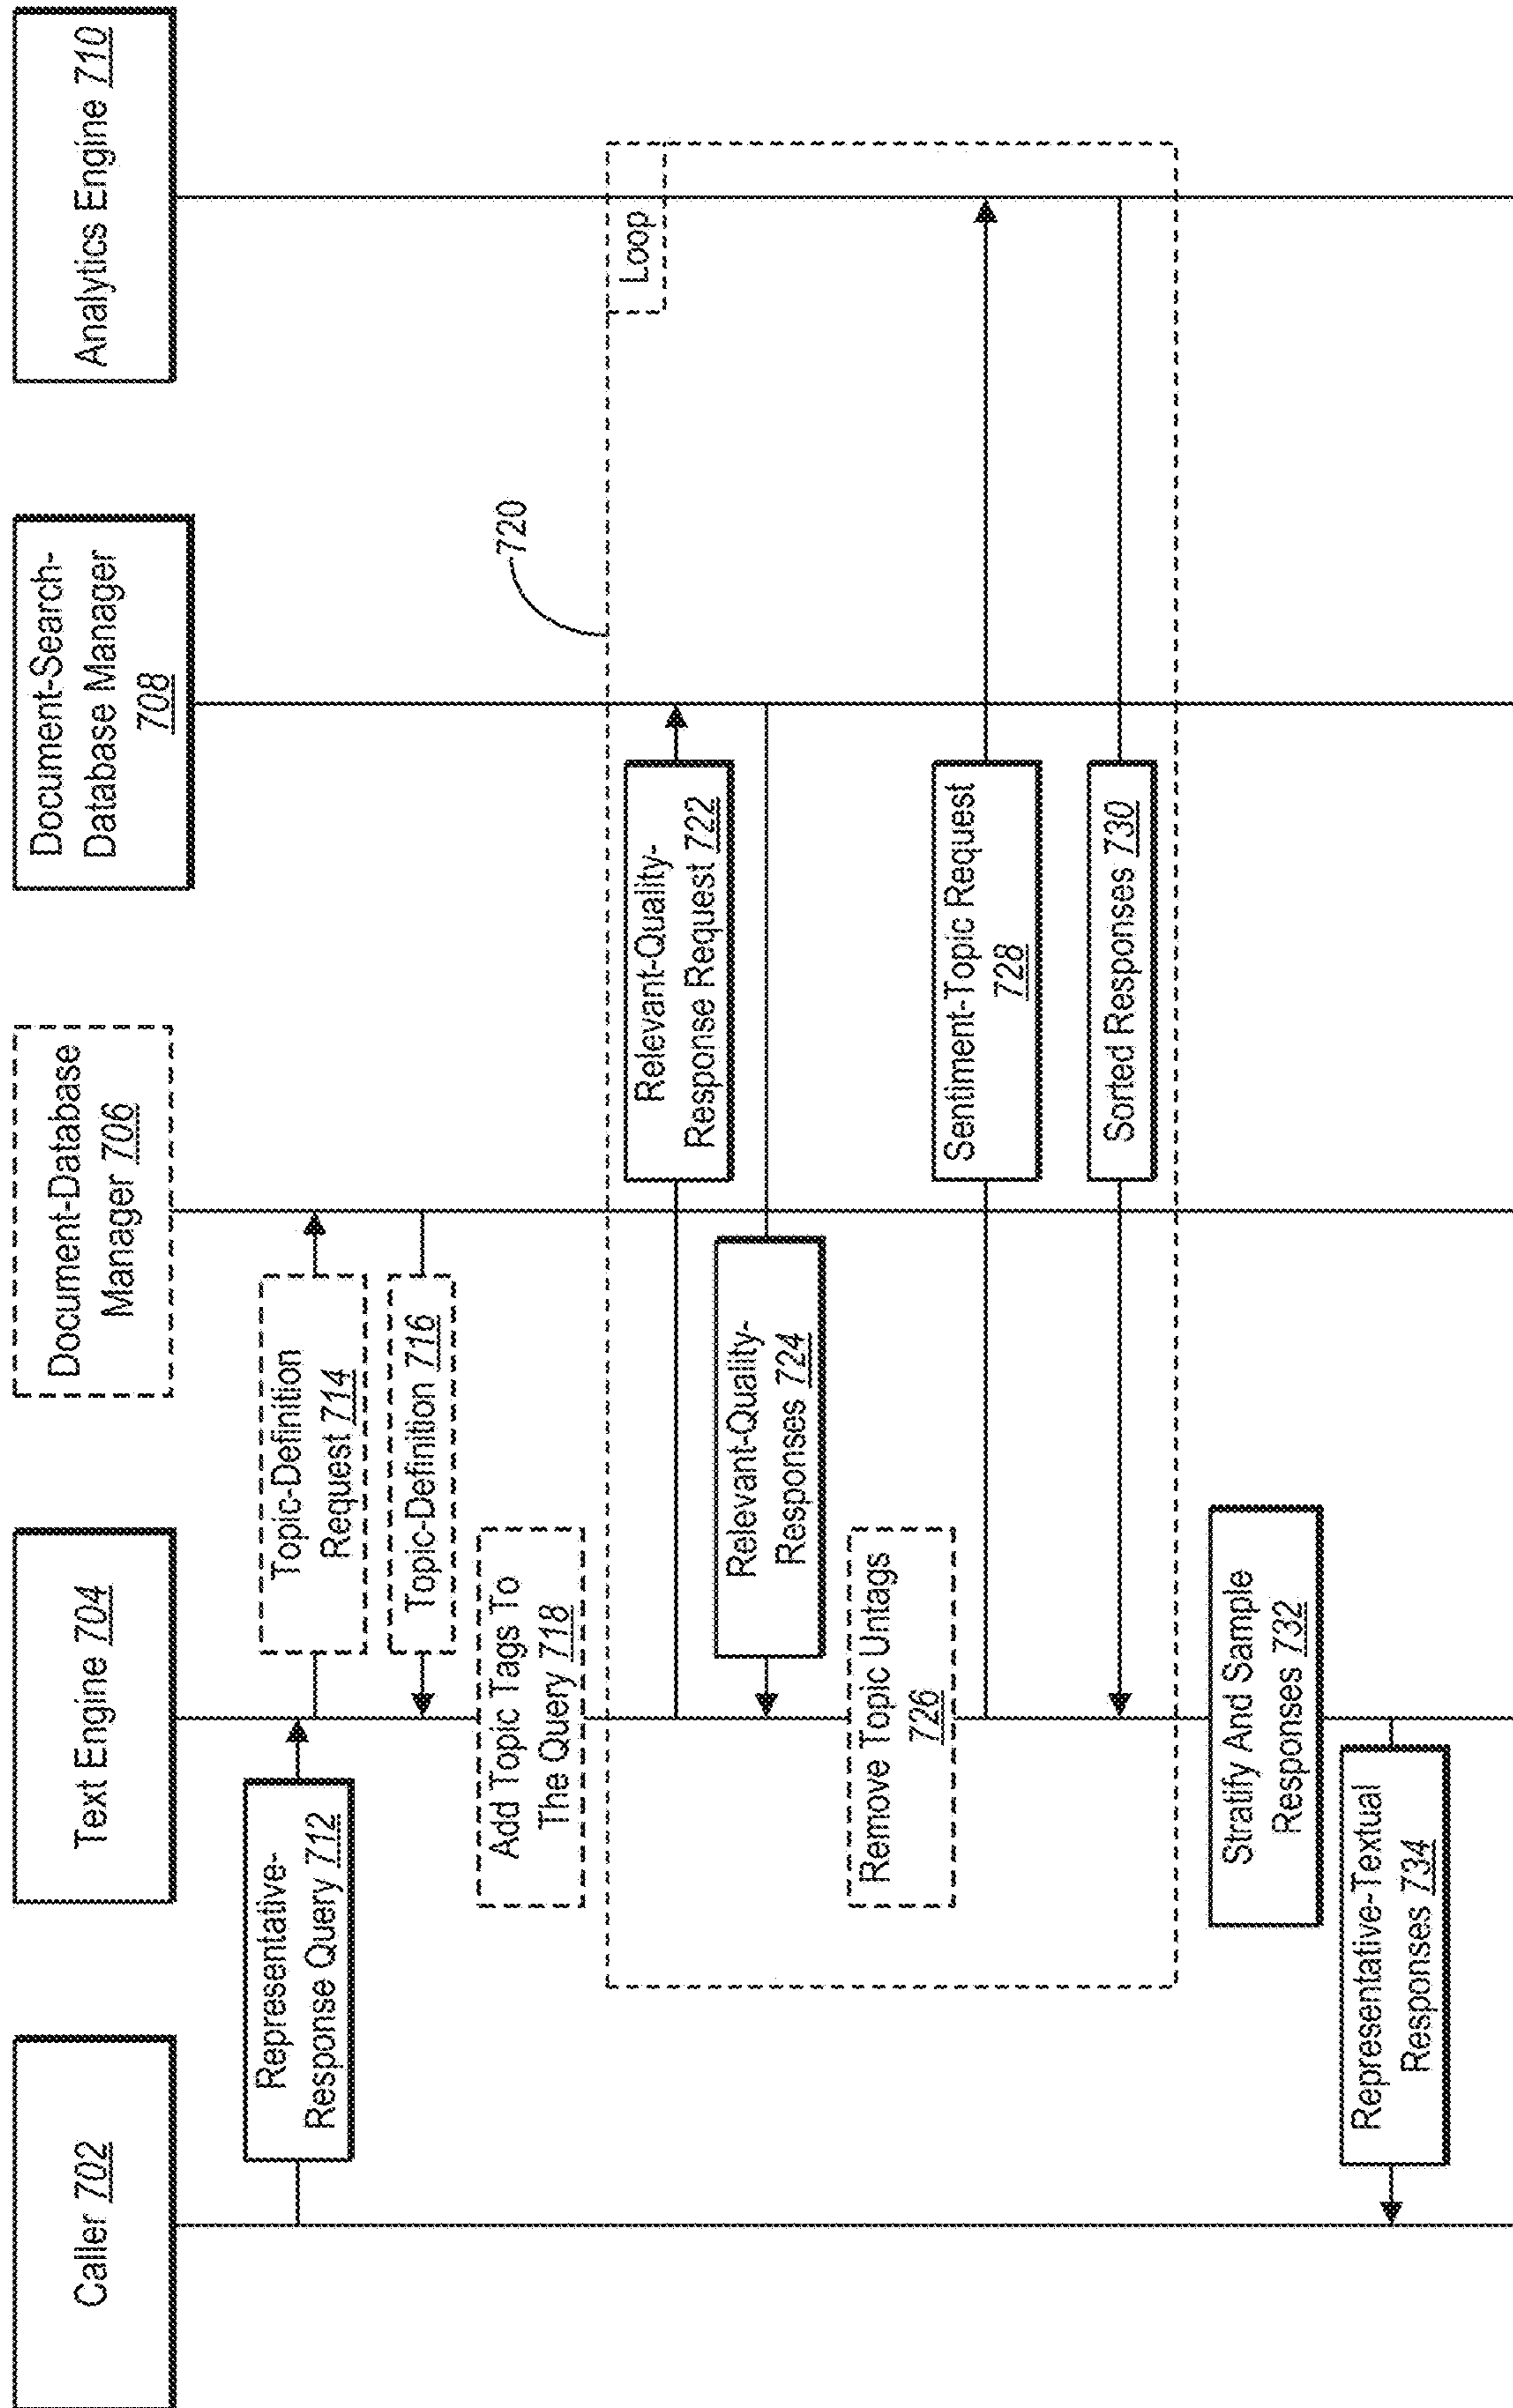 Caller 702
Text Engine 704
Document-Database
Manager 706
Document-Search-
Database Manager
708
Analytics Engine 710
Representative-
Response Query 712
Topic-Definition
Request 714
Topic-Definition 716
Add Topic Tags To
The Query 718
720
Loop
Relevant-Quality-
Response Request 722
Relevant-Quality-
Responses 724
Remove Topic Untags
726
Sentiment-Topic Request
728
Sorted Responses 730
Stratify And Sample
Responses 732
Representative-Textual
Responses 734